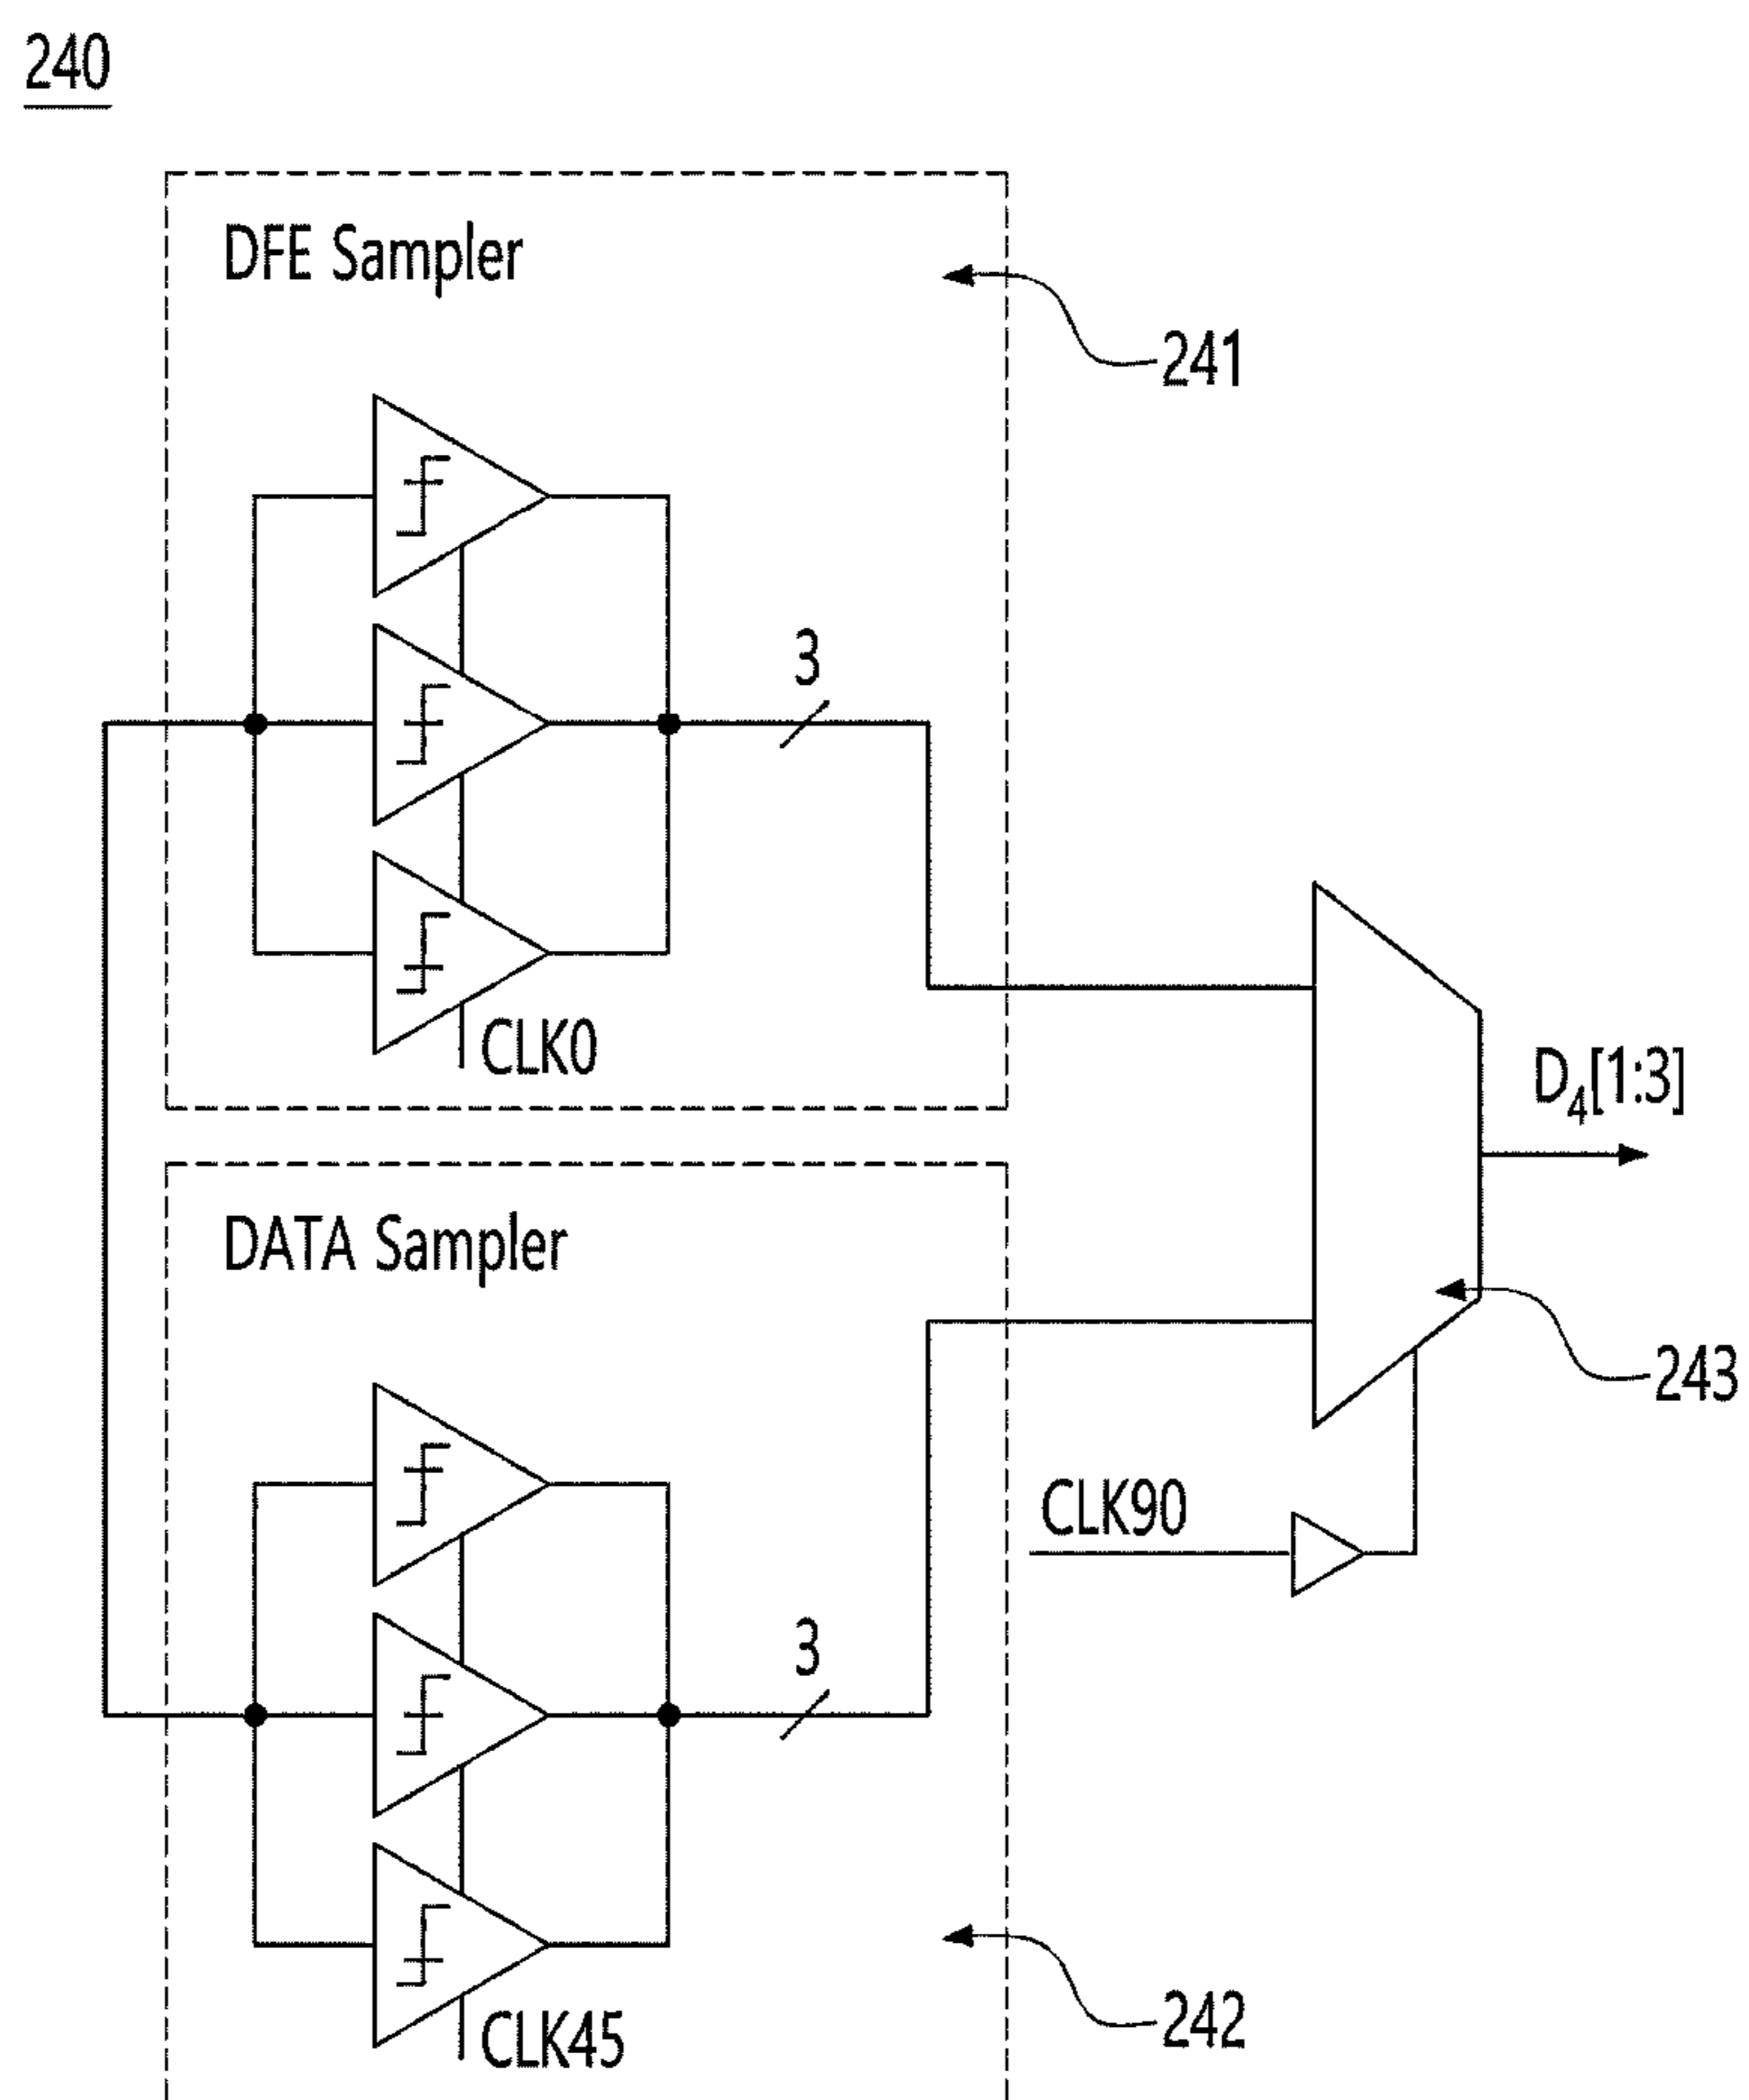 240
DFE Sampler
241
3
CLK0
D4[1:3]
DATA Sampler
243
CLK90
3
242
CLK45